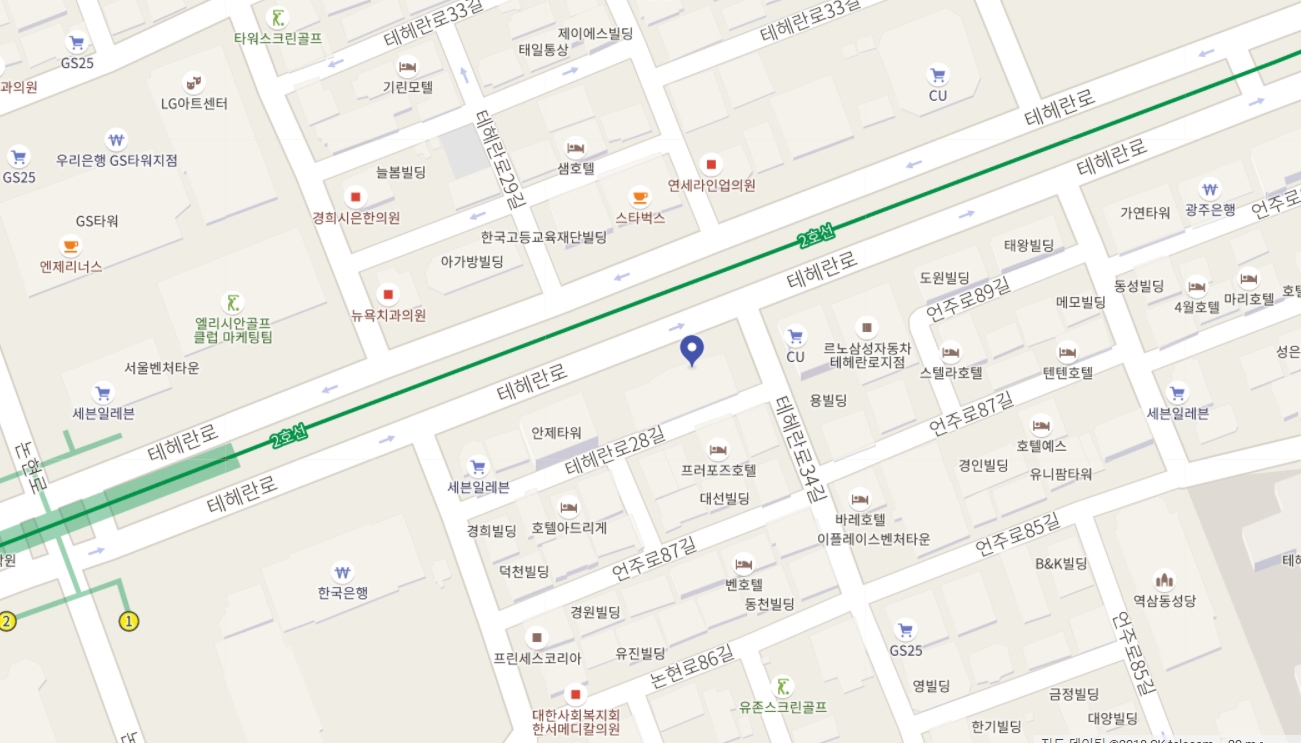 테헤란로33길
테헤란로33길
타워스크린골프
제이에스빌딩
태일통상
GS25
과의원
기린모텔
LG아트센터
CU
테헤란로
테헤란로29길
테헤란로
우리은행 GS타워지점
GS25
늘봄빌딩
샘호텔
연세라인업의원
경희시은한의원
스타벅스
가연타워
광주은행
GS타워
한국고등교육재단빌딩
2호선
태왕빌딩
엔제리너스
아가방빌딩
테헤란로
도원빌딩
동성빌딩
언주로89길
메모빌딩
4월호텔
마리호텔
뉴욕치과의원
엘리시안골프
클럽 마케팅팀
CU
르노삼성자동차
테헤란로지점
서울벤처타운
테헤란로
스텔라호텔
텐텐호텔
성은
세븐일레븐
용빌딩
언주로87길
세븐일레븐
테헤란로
2호선
안제타워
테헤란로28길
테헤란로34길
호텔예스
논현로
프러포즈호텔
경인빌딩
유니팜타워
세븐일레븐
테헤란로
대선빌딩
바레호텔
경희빌딩
호텔아드리게
이플레이스벤처타운
언주로85길
언주로87길
덕천빌딩
B&K빌딩
한국은행
벤호텔
동천빌딩
역삼동성당
경원빌딩
2
1
프린세스코리아
유진빌딩
GS25
언주로85길
논현로86길
영빌딩
금정빌딩
대한사회복지회
한서메디칼의원
유존스크린골프
한기빌딩
대양빌딩